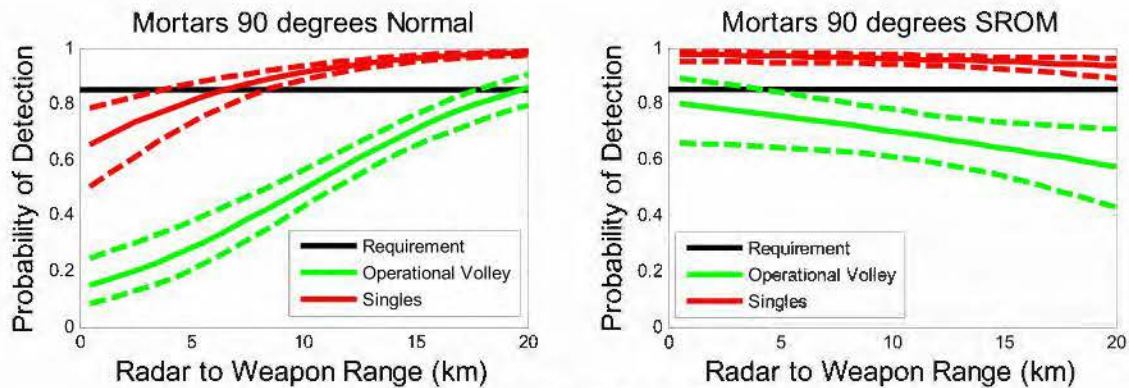 Mortars 90 degrees Normal
Probability of Detection
1
0.8
0.6
0.4
0.2
0
0
5
10
15
20
Radar to Weapon Range (km)
Requirement
Operational Volley
Singles
Mortars 90 degrees SROM
Probability of Detection
1
0.8
0.6
0.4
0.2
0
0
5
10
15
20
Radar to Weapon Range (km)
Requirement
Operational Volley
Singles